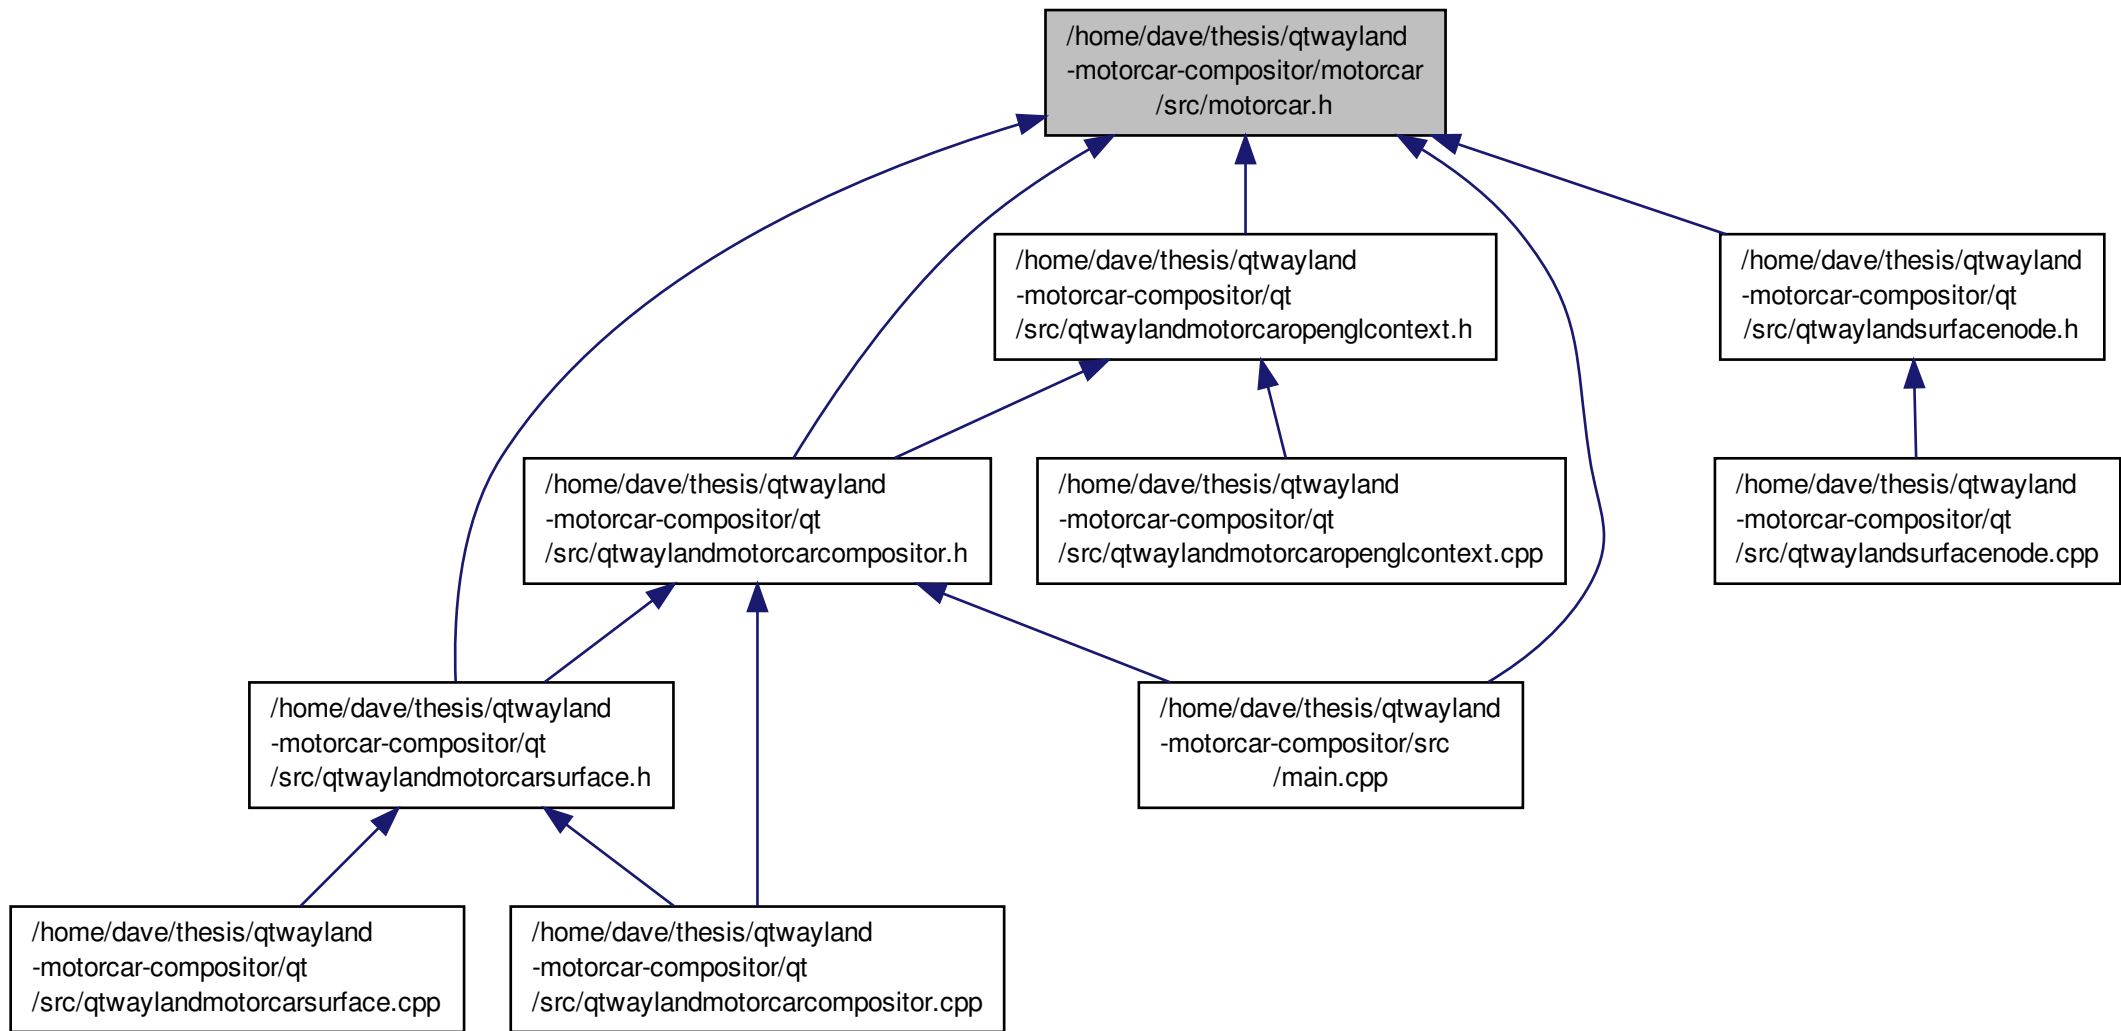 /home/dave/thesis/qtwayland
-motorcar-compositor/motorcar
/src/motorcar.h
/home/dave/thesis/qtwayland
-motorcar-compositor/qt
/src/qtwaylandmotorcaropenglcontext.h
/home/dave/thesis/qtwayland
-motorcar-compositor/qt
/src/qtwaylandsurfacenode.h
/home/dave/thesis/qtwayland
-motorcar-compositor/qt
/src/qtwaylandmotorcarcompositor.h
/home/dave/thesis/qtwayland
-motorcar-compositor/qt
/src/qtwaylandmotorcaropenglcontext.cpp
/home/dave/thesis/qtwayland
-motorcar-compositor/qt
/src/qtwaylandsurfacenode.cpp
/home/dave/thesis/qtwayland
-motorcar-compositor/qt
/src/qtwaylandmotorcarsurface.h
/home/dave/thesis/qtwayland
-motorcar-compositor/src
/main.cpp
/home/dave/thesis/qtwayland
-motorcar-compositor/qt
/src/qtwaylandmotorcarsurface.cpp
/home/dave/thesis/qtwayland
-motorcar-compositor/qt
/src/qtwaylandmotorcarcompositor.cpp